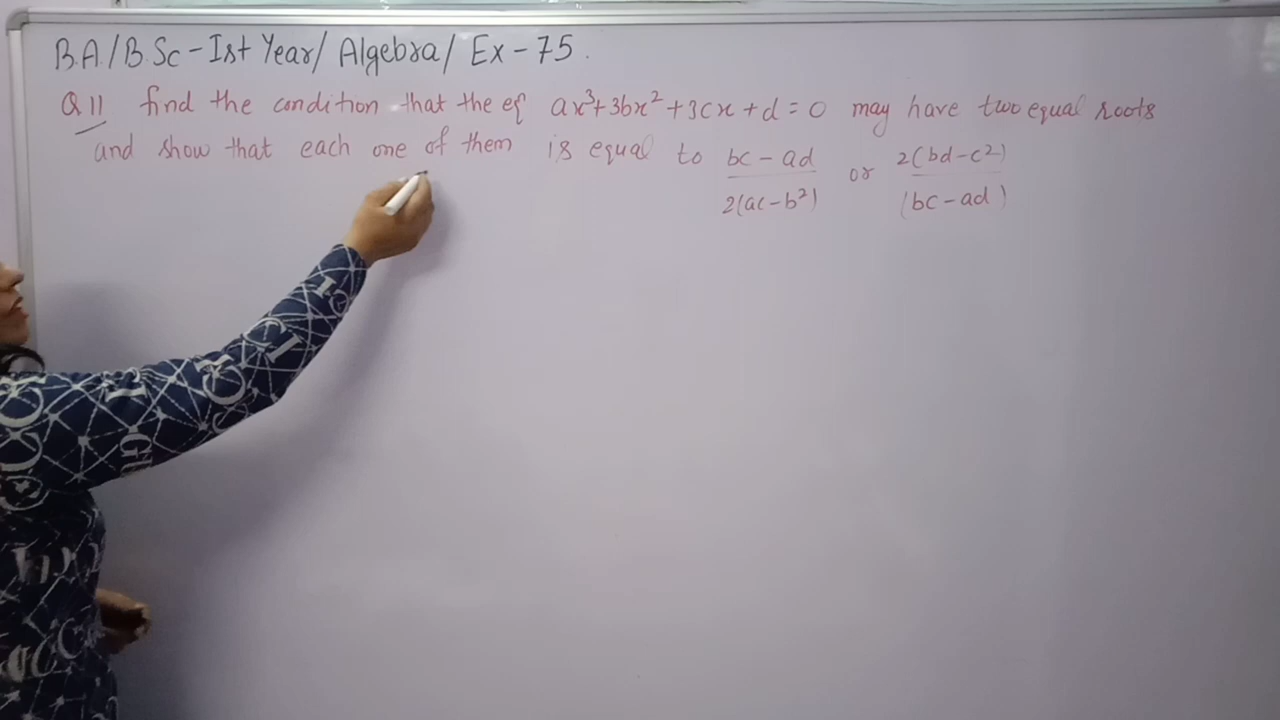 B.A./B.Sc-Ist Year/ Algebra/ Ex-75.
Q11 find the condition that the eq ax³+3bx²+3cx+d=0 may have two equal roots
and show that each one of them is equal to (bc-ad)/(2(ac-b²)) or (2(bd-c²))/((bc-ad))